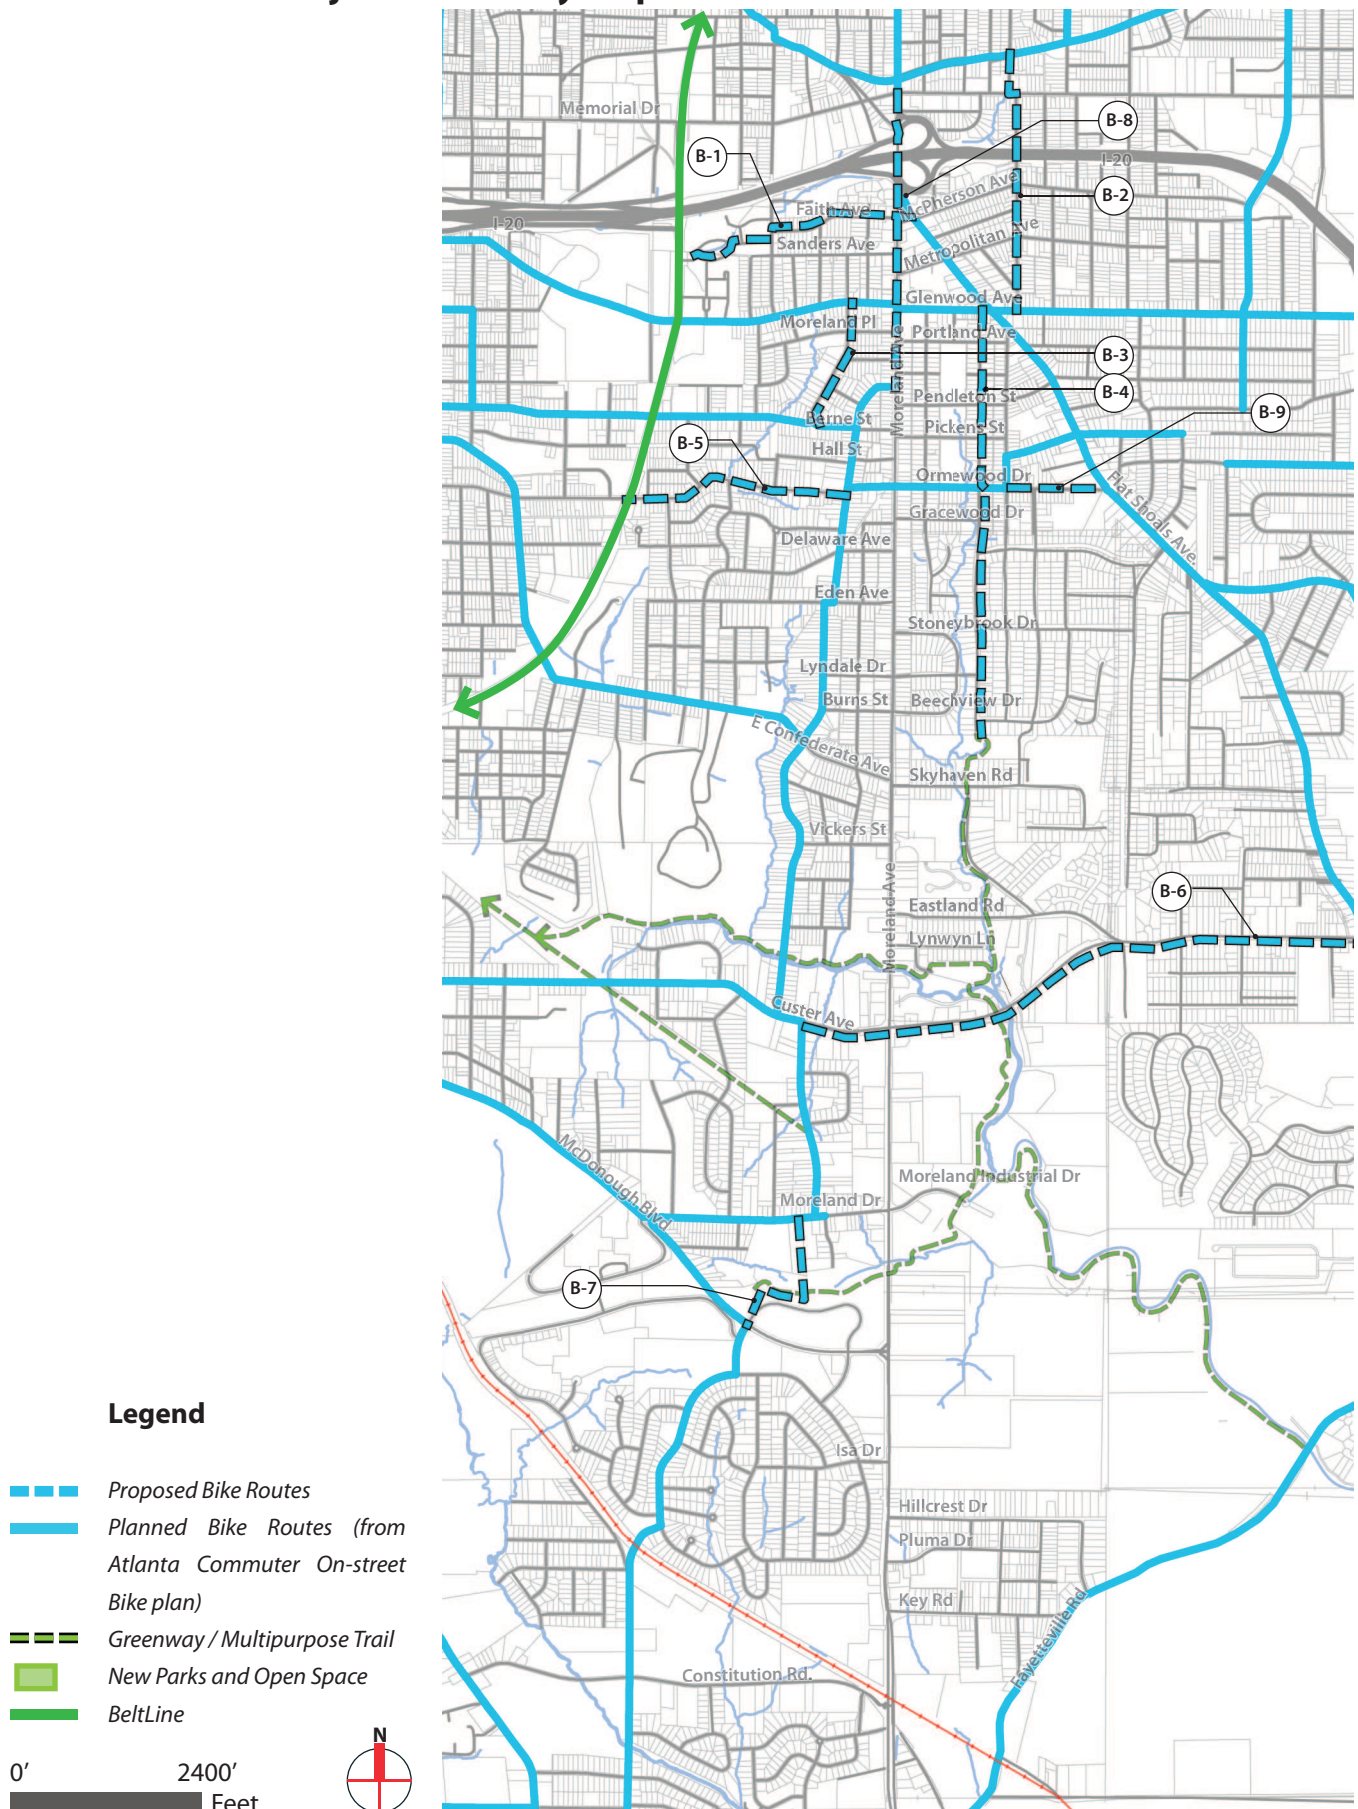 Memorial Dr
B-8
B-1
I-20
McPherson Ave
B-2
Faith Ave
I-20
Sanders Ave
Metropolitan Ave
Glenwood Ave
Moreland Pl
Portland Ave
Moreland Ave
B-3
B-4
Pendleton St
B-9
Berne St
Pickens St
B-5
Hall St
Ormewood Dr
Flat Shoals Ave.
Gracewood Dr
Delaware Ave
Eden Ave
Stoneybrook Dr
Lyndale Dr
Burns St
Beechview Dr
E Confederate Ave
Skyhaven Rd
Vickers St
Moreland Ave
B-6
Eastland Rd
Lynwyn Ln
Custer Ave
McDonough Blvd
Moreland Industrial Dr
Moreland Dr
B-7
Isa Dr
Hillcrest Dr
Pluma Dr
Key Rd
Fayetteville Rd
Constitution Rd.
Legend
Proposed Bike Routes
Planned Bike Routes (from
Atlanta Commuter On-street
Bike plan)
Greenway / Multipurpose Trail
New Parks and Open Space
BeltLine
N
0' 2400'
Feet